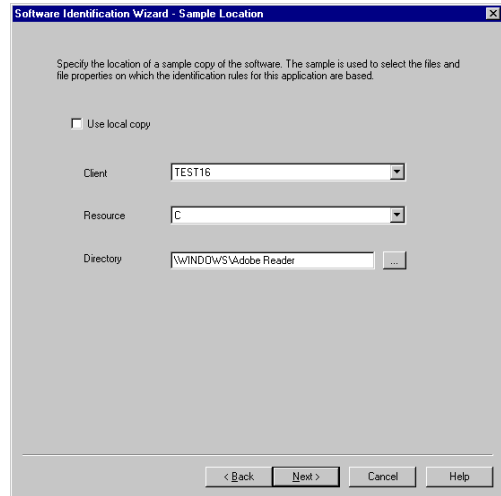 Software Identification Wizard - Sample Location
Specify the location of a sample copy of the software. The sample is used to select the files and
file properties on which the identification rules for this application are based.
Use local copy
Client TEST16
Resource C
Directory \WINDOWS\Adobe Reader ...
< Back Next > Cancel Help